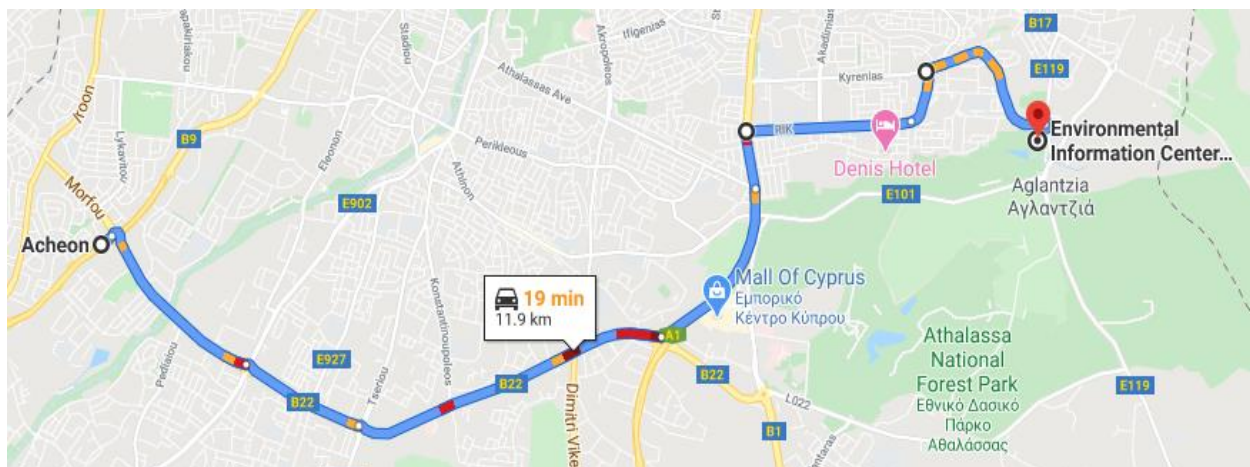 apakiriakou
Stadiou
Akropoleos
Ifigenias
Akadimias
B17
Athalassas Ave
Kyrenias
E119
Lykavitou
B9
Eleonon
Perikleous
RIK
Environmental
Information Center...
Denis Hotel
Athinon
E101
Aglantzia
Αγλαντζιά
Morfou
E902
Acheon
Mall Of Cyprus
Εμπορικό
Κέντρο Κύπρου
19 min
11.9 km
Konstantinoupoleos
A1
Athalassa
National
Forest Park
Εθνικό Δασικό
Πάρκο
Αθαλάσσας
Pediaiou
E927
Tseriou
B22
B22
Dimitri Vike
B22
L022
E119
B1
antaras